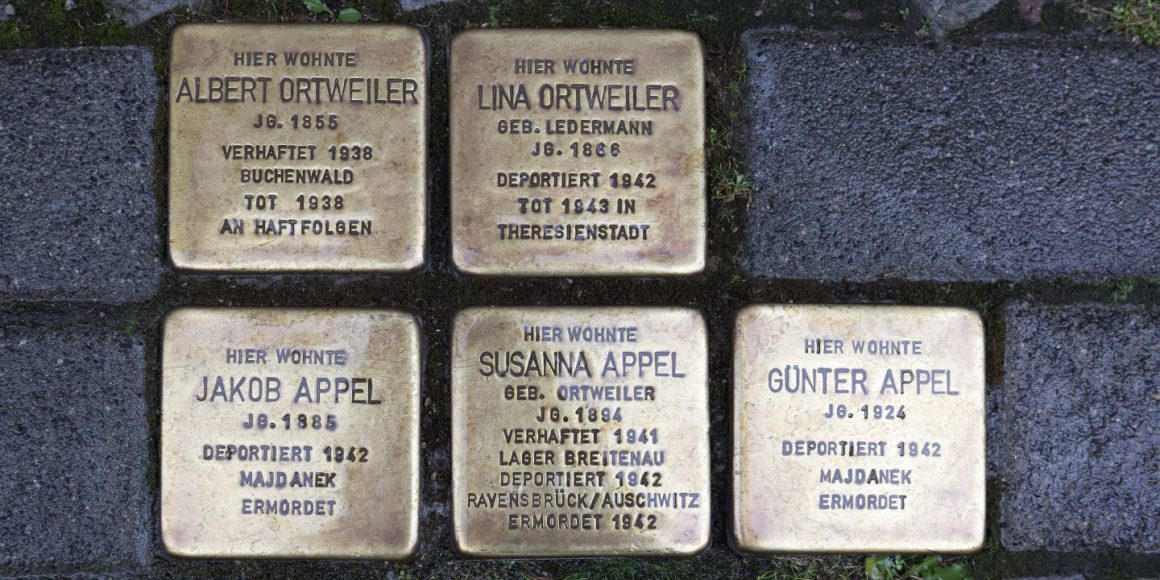 HIER WOHNTE
ALBERT ORTWEILER
JG. 1855
VERHAFTET 1938
BUCHENWALD
TOT 1938
AN HAFTFOLGEN
HIER WOHNTE
LINA ORTWEILER
GEB. LEDERMANN
JG. 1866
DEPORTIERT 1942
TOT 1943 IN
THERESIENSTADT
HIER WOHNTE
JAKOB APPEL
JG. 1885
DEPORTIERT 1942
MAJDANEK
ERMORDET
HIER WOHNTE
SUSANNA APPEL
GEB. ORTWEILER
JG. 1894
VERHAFTET 1941
LAGER BREITENAU
DEPORTIERT 1942
RAVENSBRÜCK/AUSCHWITZ
ERMORDET 1942
HIER WOHNTE
GÜNTER APPEL
JG. 1924
DEPORTIERT 1942
MAJDANEK
ERMORDET